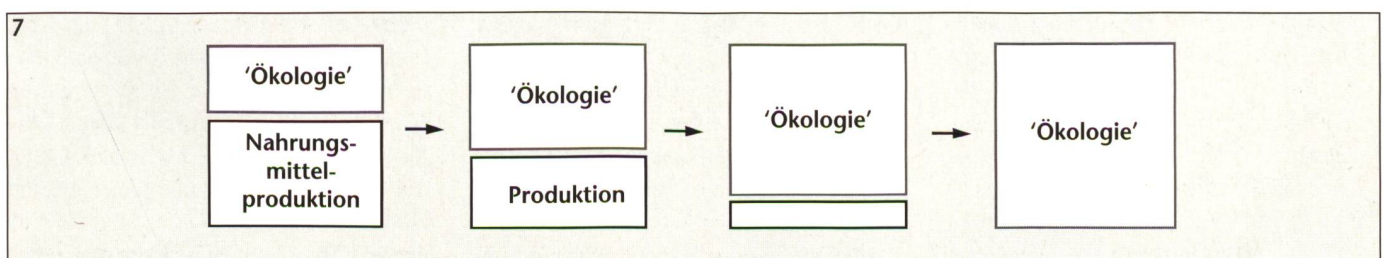 7
‘Ökologie’
Nahrungs-
mittel-
produktion
‘Ökologie’
Produktion
‘Ökologie’
‘Ökologie’